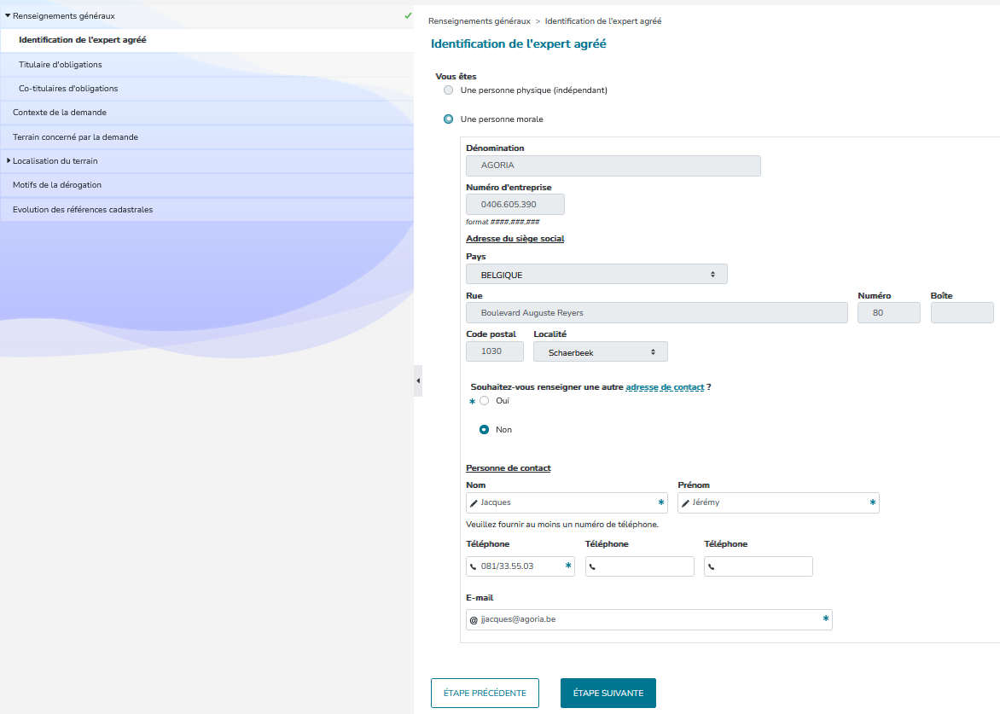 Renseignements généraux
Identification de l'expert agréé
Titulaire d'obligations
Co-titulaires d'obligations
Contexte de la demande
Terrain concerné par la demande
Localisation du terrain
Motifs de la dérogation
Evolution des références cadastrales
Renseignements généraux > Identification de l'expert agréé
Identification de l'expert agréé
Vous êtes
Une personne physique (indépendant)
Une personne morale
Dénomination
AGORIA
Numéro d'entreprise
0406.605.390
format ####.###.###
Adresse du siège social
Pays
BELGIQUE
Rue Numéro Boîte
Boulevard Auguste Reyers 80
Code postal Localité
1030 Schaerbeek
Souhaitez-vous renseigner une autre adresse de contact ?
* Oui
Non
Personne de contact
Nom Prénom
Jacques * Jérémy *
Veuillez fournir au moins un numéro de téléphone.
Téléphone Téléphone Téléphone
081/33.55.03 *
E-mail
@ jjacques@agoria.be *
ÉTAPE PRÉCÉDENTE ÉTAPE SUIVANTE